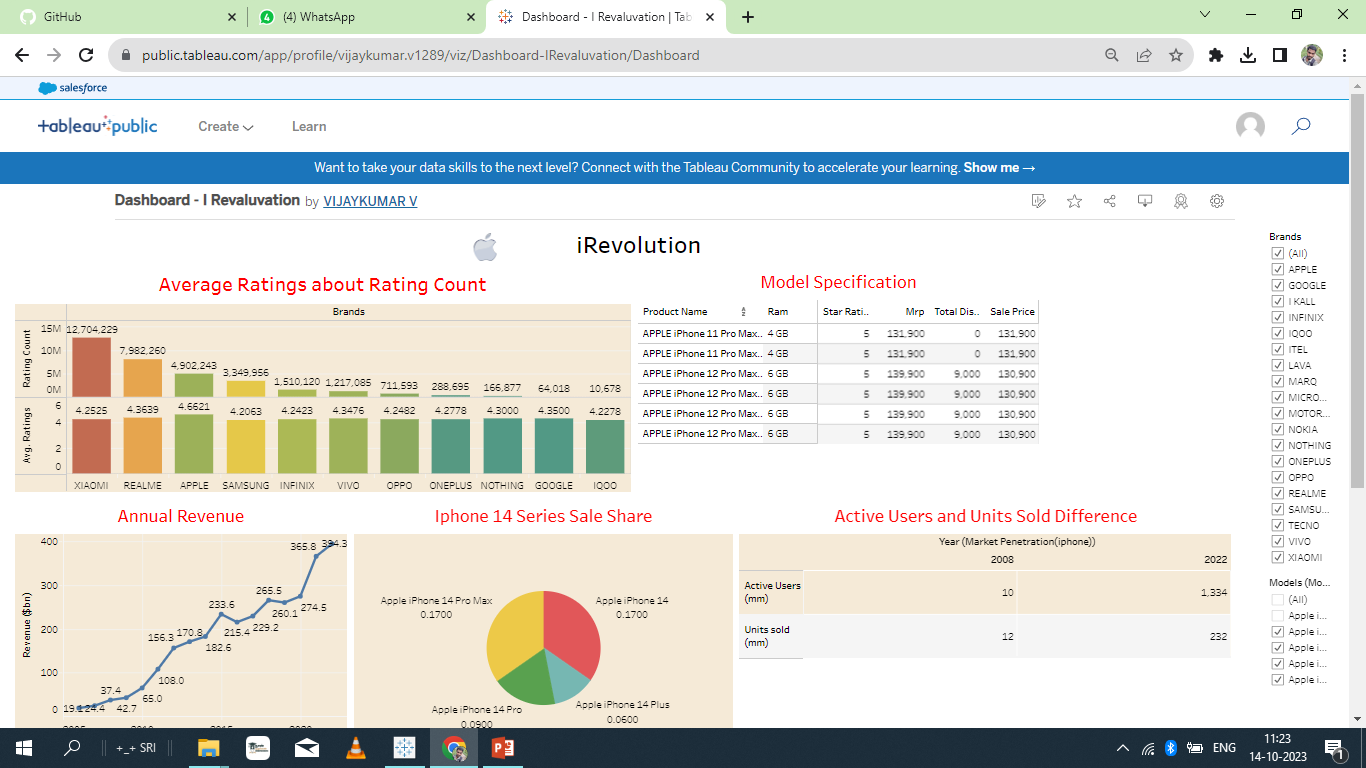 GitHub
(4) WhatsApp
Dashboard - I Revaluvation | Tab
public.tableau.com/app/profile/vijaykumar.v1289/viz/Dashboard-IRevaluvation/Dashboard
salesforce
+ableau public
Create
Learn
Want to take your data skills to the next level? Connect with the Tableau Community to accelerate your learning. Show me →
Dashboard - I Revaluvation by VIJAYKUMAR V
iRevolution
Average Ratings about Rating Count
Brands
Rating Count
15M
10M
5M
0M
12,704,229
7,982,260
4,902,243
3,349,956
1,510,120
1,217,085
711,593
288,695
166,877
64,018
10,678
Avg. Ratings
6
4
2
0
4.2525
4.3639
4.6621
4.2063
4.2423
4.3476
4.2482
4.2778
4.3000
4.3500
4.2278
XIAOMI
REALME
APPLE
SAMSUNG
INFINIX
VIVO
OPPO
ONEPLUS
NOTHING
GOOGLE
IQOO
Model Specification
Product Name Ram Star Rati.. Mrp Total Dis.. Sale Price
APPLE iPhone 11 Pro Max.. 4 GB 5 131,900 0 131,900
APPLE iPhone 11 Pro Max.. 4 GB 5 131,900 0 131,900
APPLE iPhone 12 Pro Max.. 6 GB 5 139,900 9,000 130,900
APPLE iPhone 12 Pro Max.. 6 GB 5 139,900 9,000 130,900
APPLE iPhone 12 Pro Max.. 6 GB 5 139,900 9,000 130,900
APPLE iPhone 12 Pro Max.. 6 GB 5 139,900 9,000 130,900
Brands
(All)
APPLE
GOOGLE
I KALL
INFINIX
IQOO
ITEL
LAVA
MARQ
MICRO...
MOTOR...
NOKIA
NOTHING
ONEPLUS
OPPO
REALME
SAMSU...
TECNO
VIVO
XIAOMI
Models (Mo...
(All)
Apple i...
Apple i...
Apple i...
Apple i...
Apple i...
Annual Revenue
Revenue ($bn)
400
300
200
100
0
24.4
37.4
42.7
65.0
108.0
156.3
170.8
182.6
233.6
215.4
229.2
265.5
260.1
274.5
365.8
394.3
Iphone 14 Series Sale Share
Apple iPhone 14 Pro Max
0.1700
Apple iPhone 14
0.1700
Apple iPhone 14 Pro
0.0900
Apple iPhone 14 Plus
0.0600
Active Users and Units Sold Difference
Year (Market Penetration(iphone))
2008 2022
Active Users (mm) 10 1,334
Units sold (mm) 12 232
+_+ SRI
ENG
11:23
14-10-2023
1